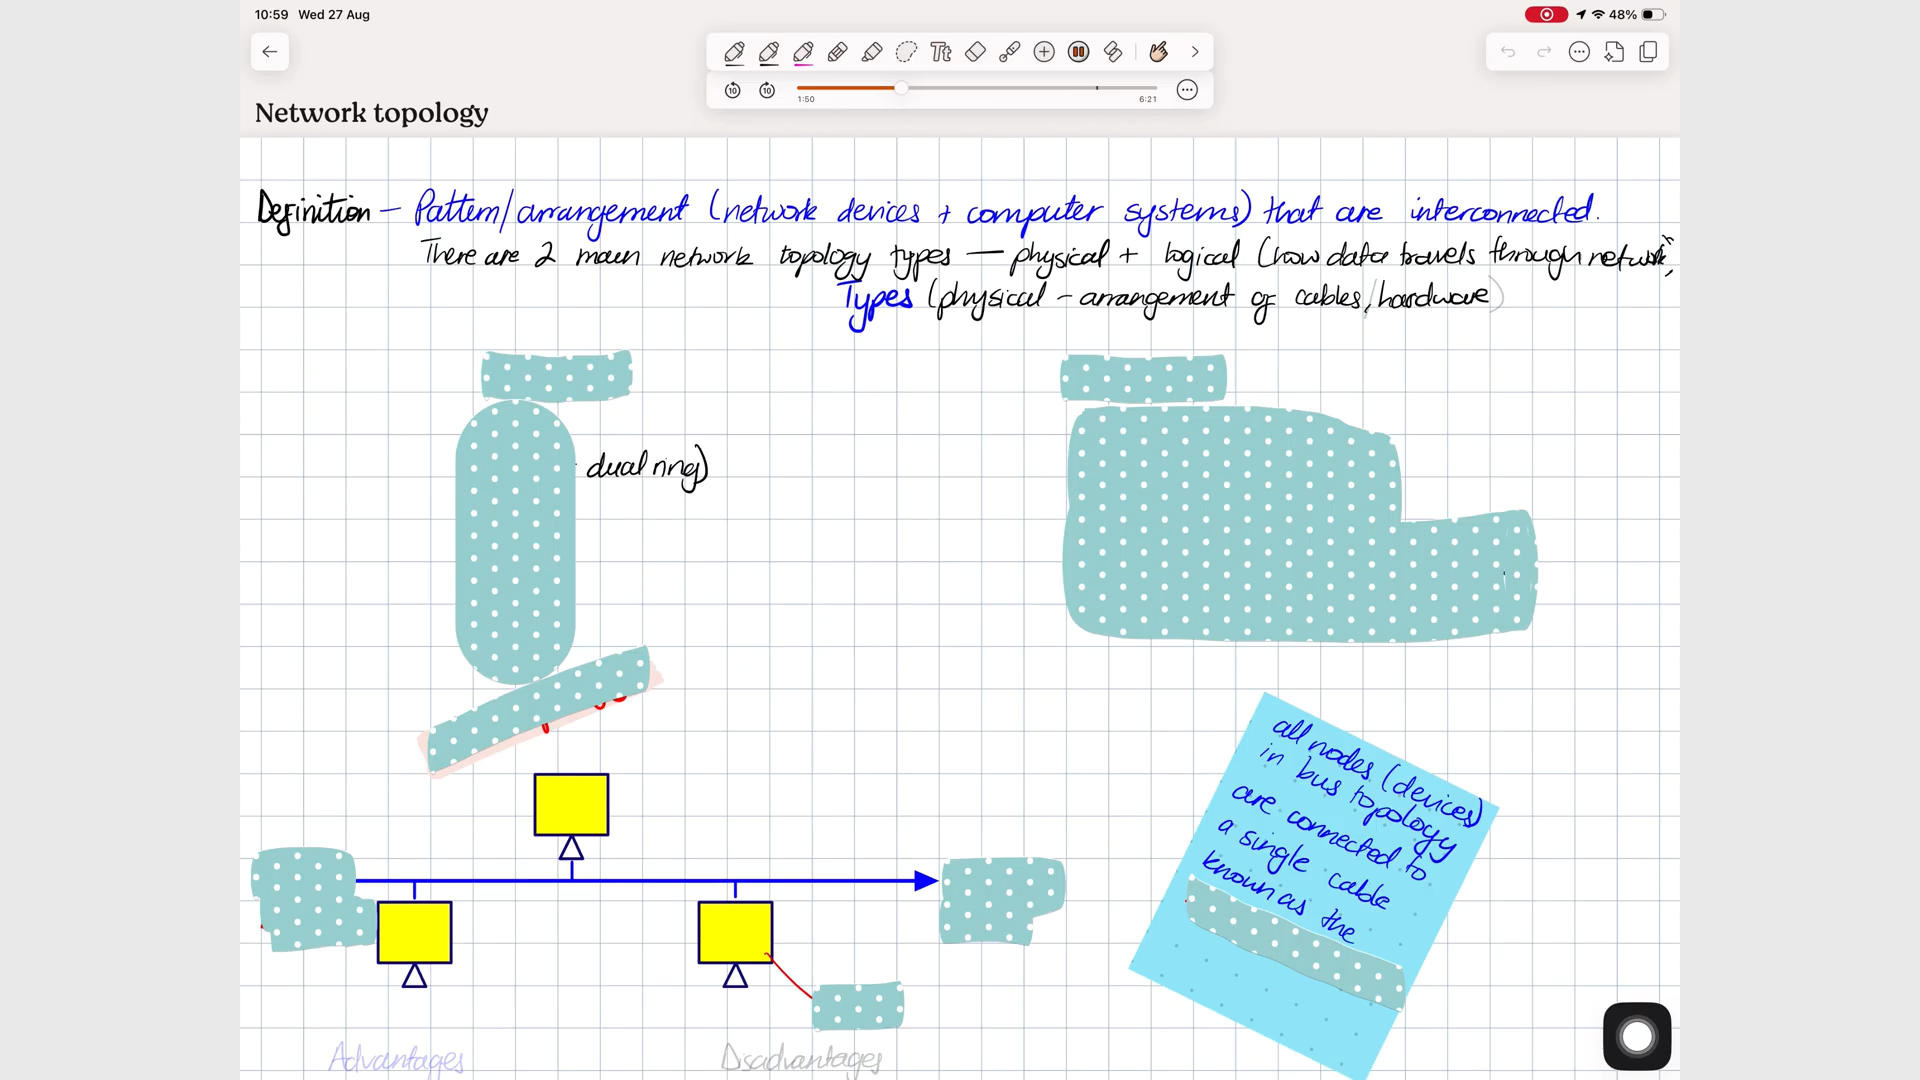 10:59 Wed 27 Aug
48%
Tt
10 10 1:50 6:21
Network topology
Definition – Pattern/arrangement (network devices + computer systems) that are interconnected.
There are 2 main network topology types — physical + logical (how data travels through network,
Types (physical - arrangement of cables/hardware)
dual ring)
all nodes (devices)
in bus topology
are connected to
a single cable
known as the
Advantages Disadvantages